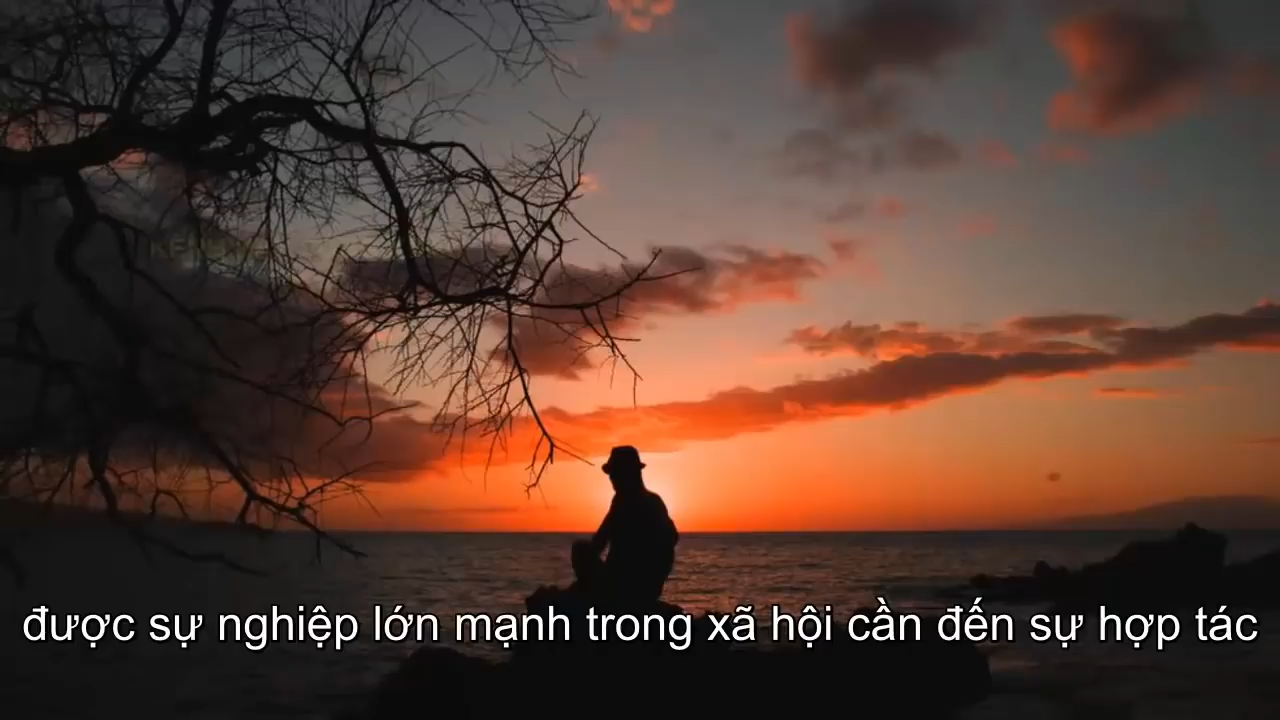 được sự nghiệp lớn mạnh trong xã hội cần đến sự hợp tác